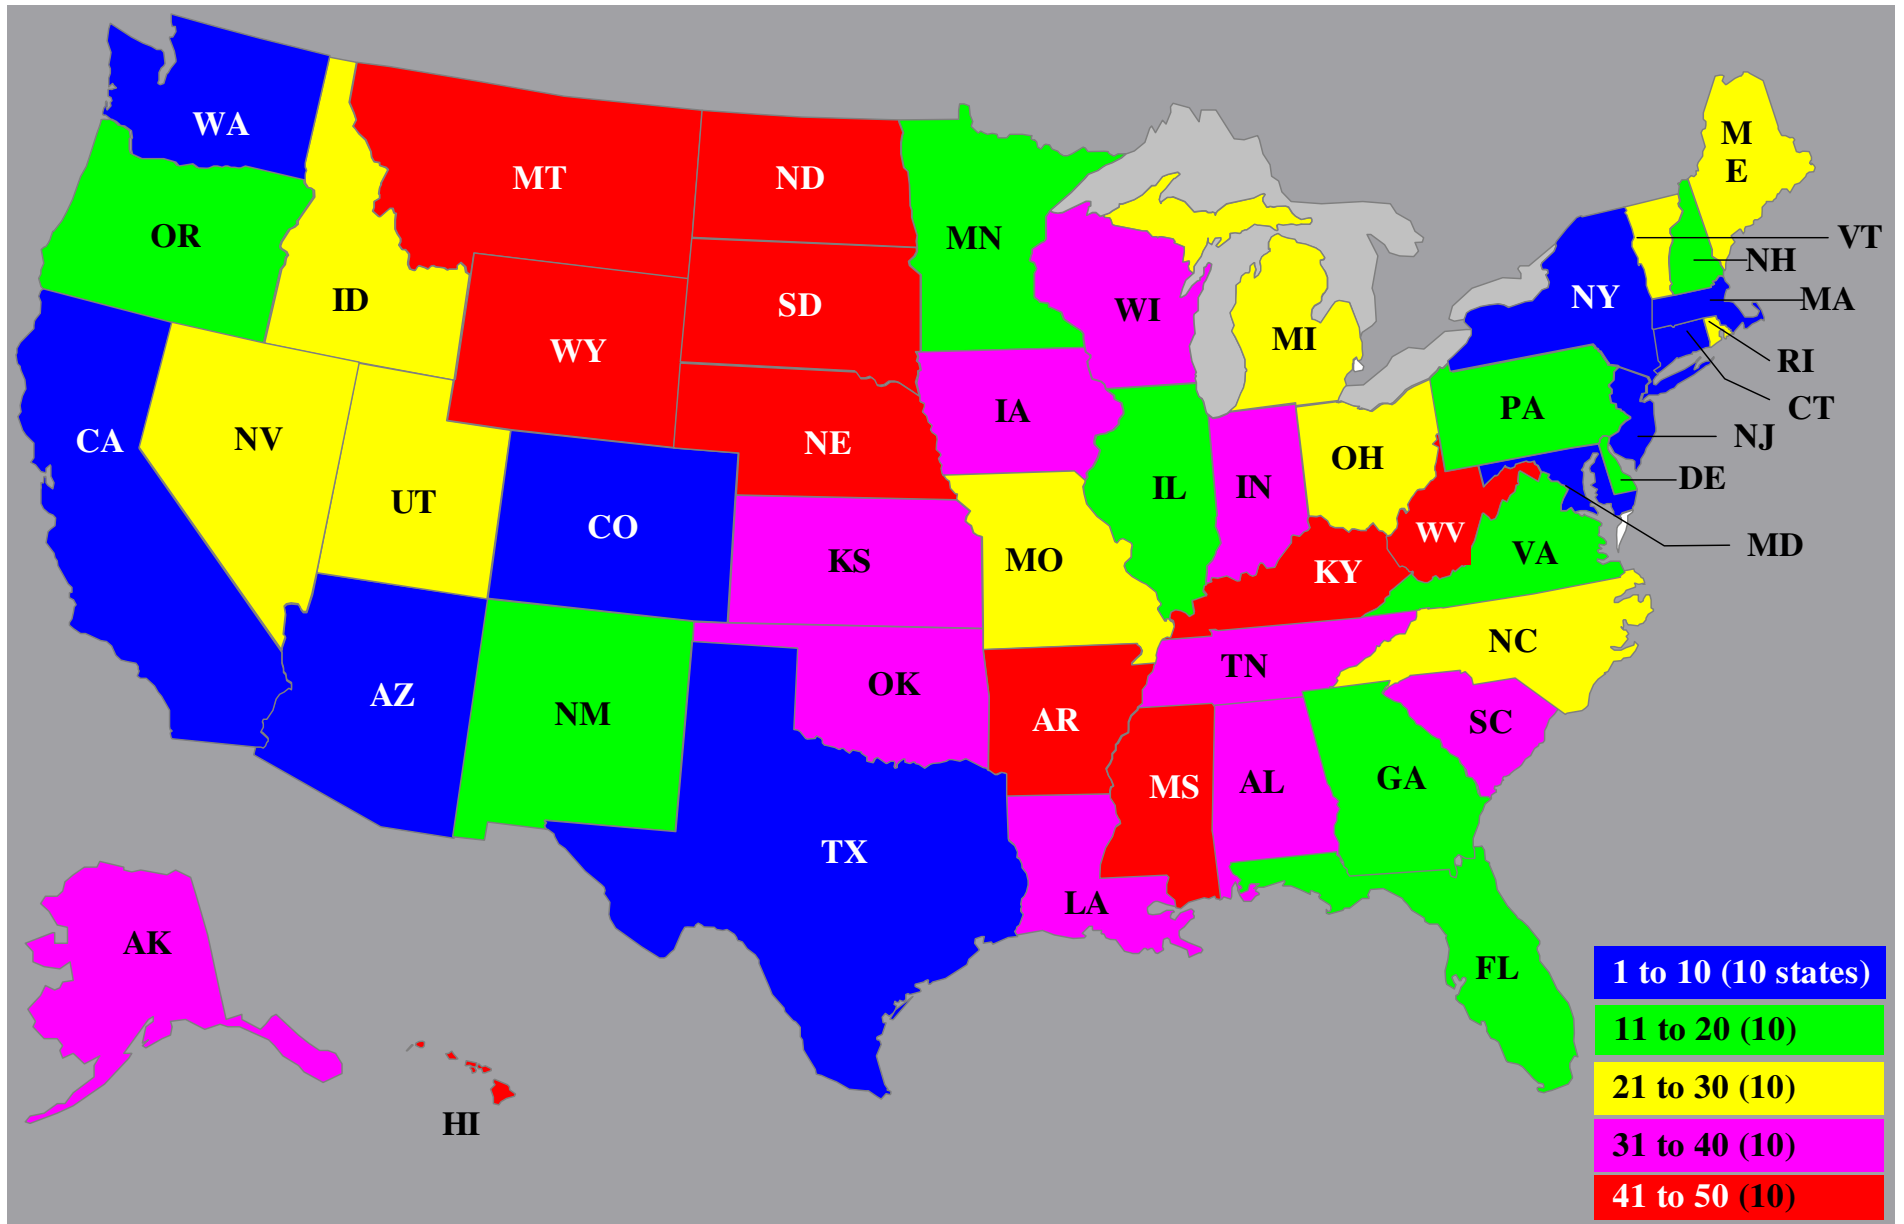 WA
MT
ND
MN
M
E
OR
ID
SD
WI
MI
NY
VT
NH
MA
RI
CT
WY
NE
IA
PA
NJ
CA
NV
UT
CO
KS
MO
IL
IN
OH
WV
VA
DE
MD
KY
AZ
NM
OK
TN
NC
AR
SC
MS
AL
GA
TX
LA
FL
AK
HI
1 to 10 (10 states)
11 to 20 (10)
21 to 30 (10)
31 to 40 (10)
41 to 50 (10)